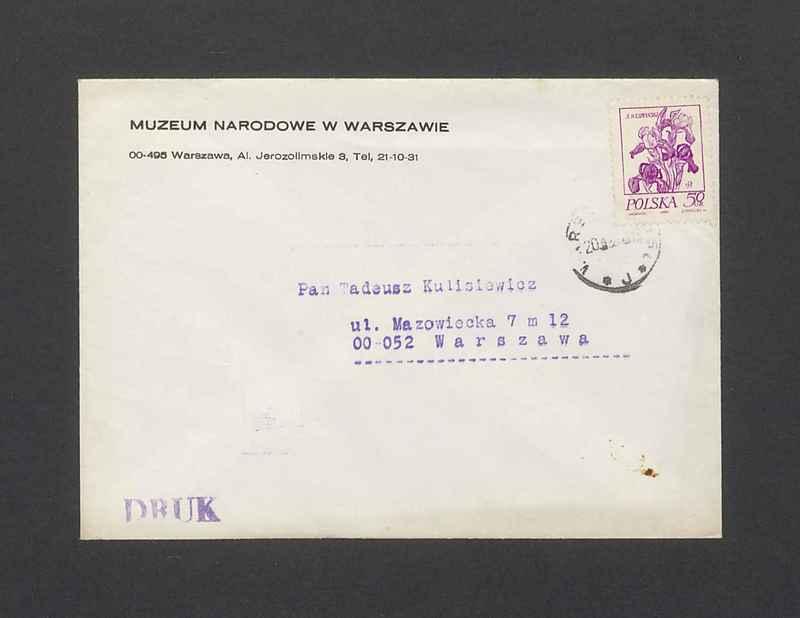 MUZEUM NARODOWE W WARSZAWIE
00-495 Warszawa, Al. Jerozolimskie 3, Tel, 21-10-31
POLSKA 50
Pan Tadeusz Kulisiewicz
ul. Mazowiecka 7 m 12
00-052 Warszawa
DRUK